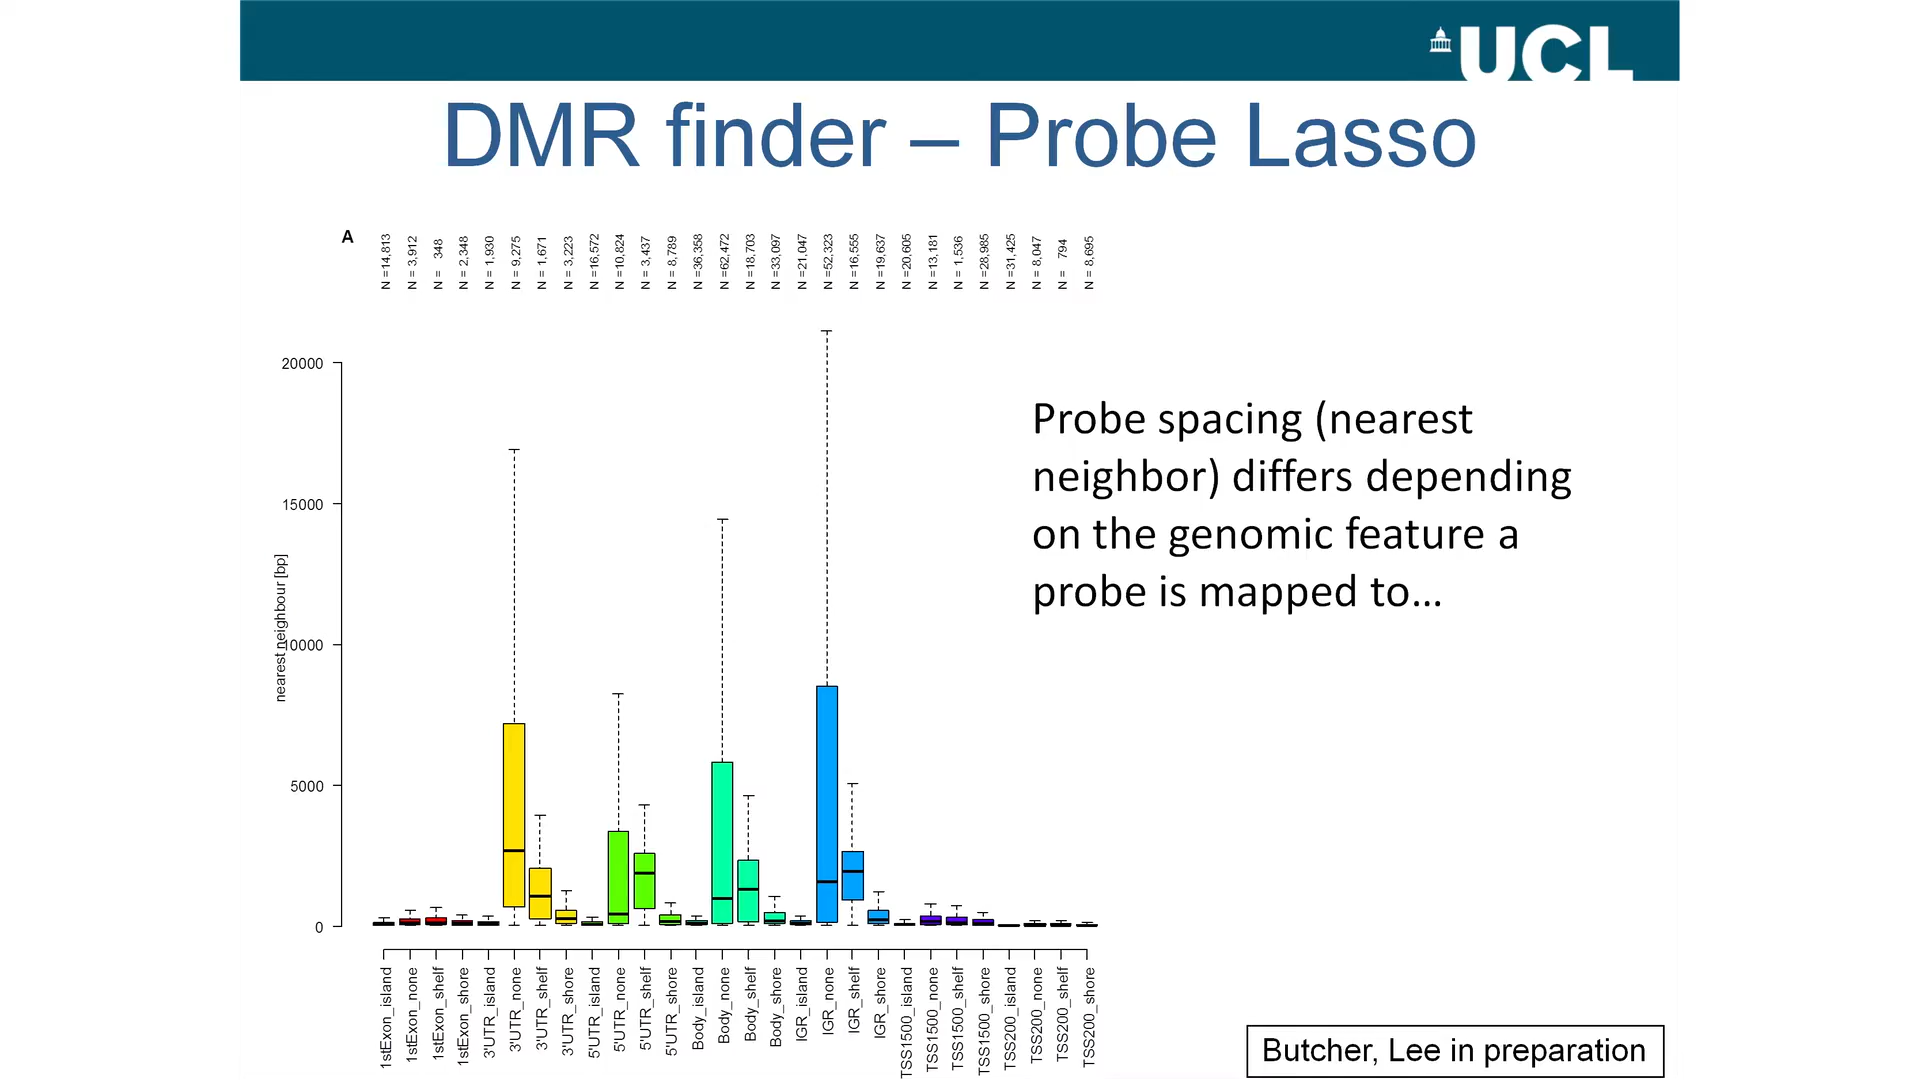 UCL
DMR finder – Probe Lasso
A
N =14,813
N = 3,912
N = 348
N = 2,348
N = 1,930
N = 9,275
N = 1,671
N = 3,223
N =16,572
N =10,824
N = 3,437
N = 8,789
N =36,358
N =62,472
N =18,703
N =33,097
N =21,047
N =52,323
N =16,555
N =19,637
N =20,605
N =13,181
N = 1,536
N =28,985
N =31,425
N = 8,047
N = 794
N = 8,695
20000
15000
10000
5000
0
nearest neighbour [bp]
Probe spacing (nearest
neighbor) differs depending
on the genomic feature a
probe is mapped to…
1stExon_island
1stExon_none
1stExon_shelf
1stExon_shore
3'UTR_island
3'UTR_none
3'UTR_shelf
3'UTR_shore
5'UTR_island
5'UTR_none
5'UTR_shelf
5'UTR_shore
Body_island
Body_none
Body_shelf
Body_shore
IGR_island
IGR_none
IGR_shelf
IGR_shore
TSS1500_island
TSS1500_none
TSS1500_shelf
TSS1500_shore
TSS200_island
TSS200_none
TSS200_shelf
TSS200_shore
Butcher, Lee in preparation